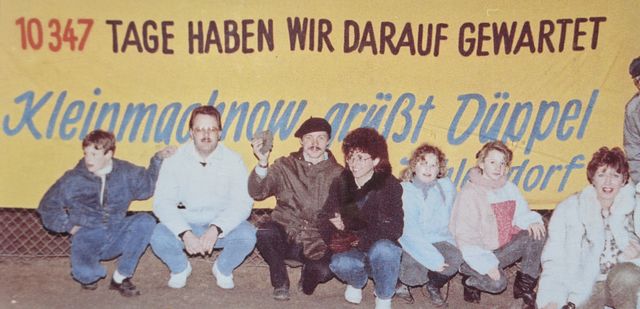 10 347 TAGE HABEN WIR DARAUF GEWARTET
Kleinmachnow grüßt Düppel